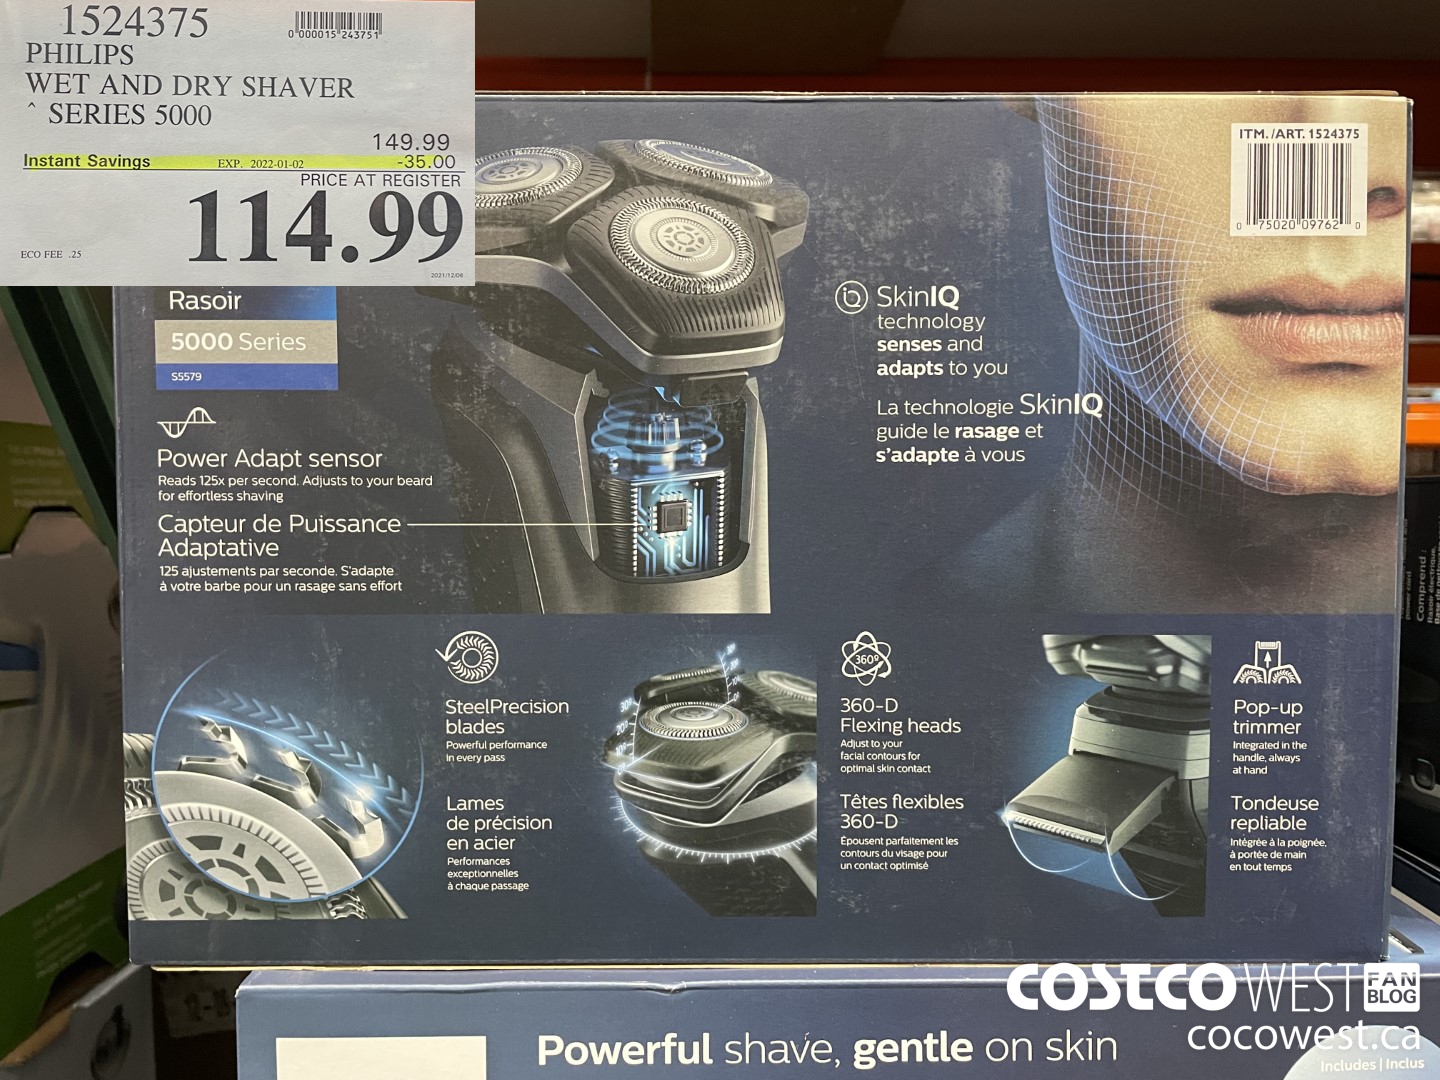 1524375
0 000015 243751
PHILIPS
WET AND DRY SHAVER
^ SERIES 5000
149.99
Instant Savings EXP. 2022-01-02 -35.00
PRICE AT REGISTER
114.99
ECO FEE .25
2021/12/08
ITM. /ART. 1524375
0 75020 09762 0
Rasoir
5000 Series
S5579
SkinIQ
technology
senses and
adapts to you
La technologie SkinIQ
guide le rasage et
s'adapte à vous
Power Adapt sensor
Reads 125x per second. Adjusts to your beard
for effortless shaving
Capteur de Puissance
Adaptative
125 ajustements par seconde. S'adapte
à votre barbe pour un rasage sans effort
SteelPrecision
blades
Powerful performance
in every pass
Lames
de précision
en acier
Performances
exceptionnelles
à chaque passage
360°
360-D
Flexing heads
Adjust to your
facial contours for
optimal skin contact
Têtes flexibles
360-D
Épousent parfaitement les
contours du visage pour
un contact optimisé
Pop-up
trimmer
Integrated in the
handle, always
at hand
Tondeuse
repliable
Intégrée à la poignée,
à portée de main
en tout temps
Comprend :
Powerful shave, gentle on skin
Includes | Inclus
COSTCO WEST FAN BLOG
cocowest.ca